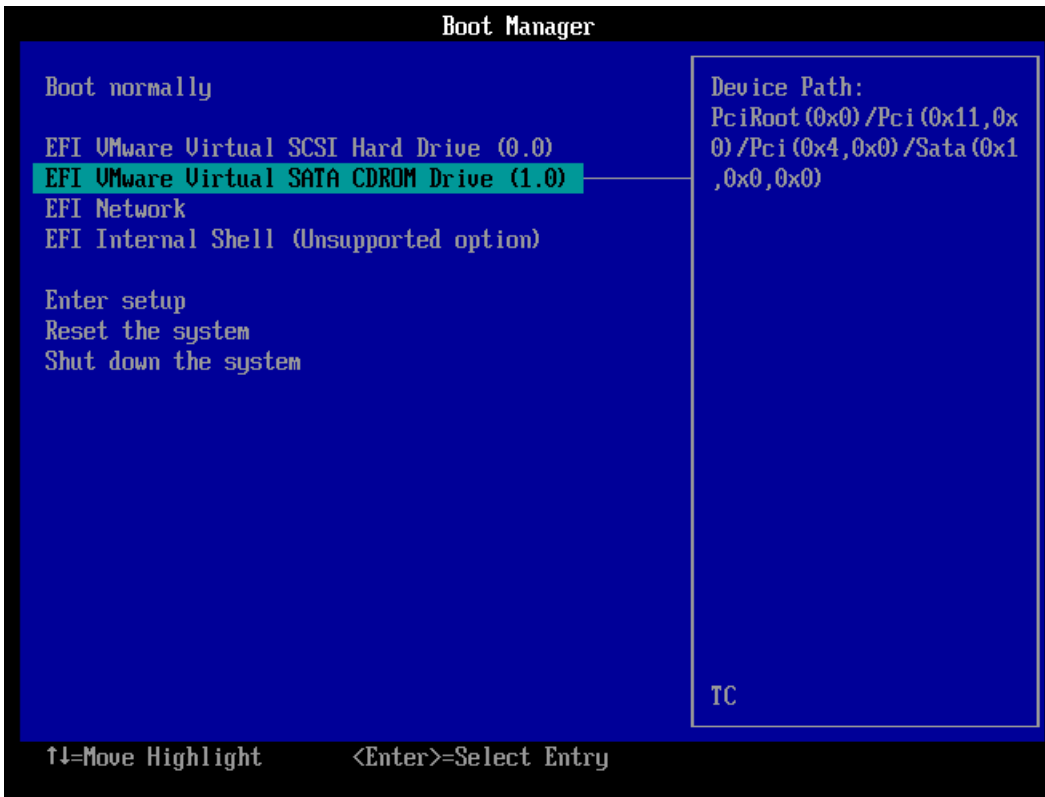 Boot Manager
Boot normally
EFI VMware Virtual SCSI Hard Drive (0.0)
EFI VMware Virtual SATA CDROM Drive (1.0)
EFI Network
EFI Internal Shell (Unsupported option)
Enter setup
Reset the system
Shut down the system
Device Path:
PciRoot(0x0)/Pci(0x11,0x
0)/Pci(0x4,0x0)/Sata(0x1
,0x0,0x0)
TC
↑↓=Move Highlight <Enter>=Select Entry